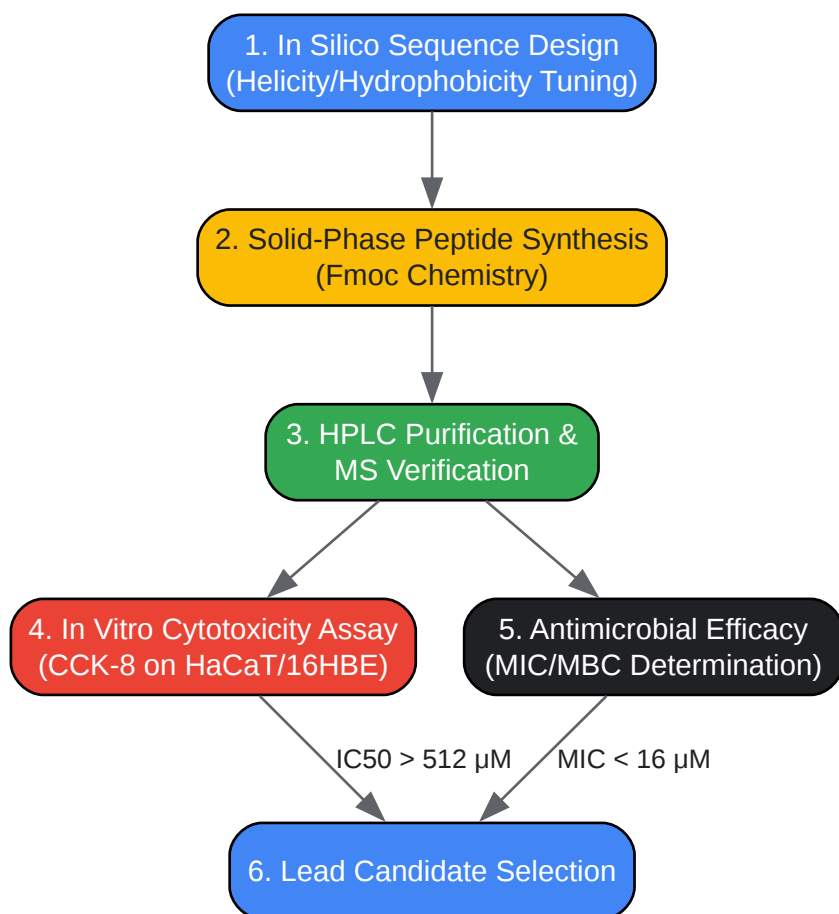 1. In Silico Sequence Design
(Helicity/Hydrophobicity Tuning)
2. Solid-Phase Peptide Synthesis
(Fmoc Chemistry)
3. HPLC Purification &
MS Verification
4. In Vitro Cytotoxicity Assay
(CCK-8 on HaCaT/16HBE)
5. Antimicrobial Efficacy
(MIC/MBC Determination)
IC50 > 512 μM
MIC < 16 μM
6. Lead Candidate Selection